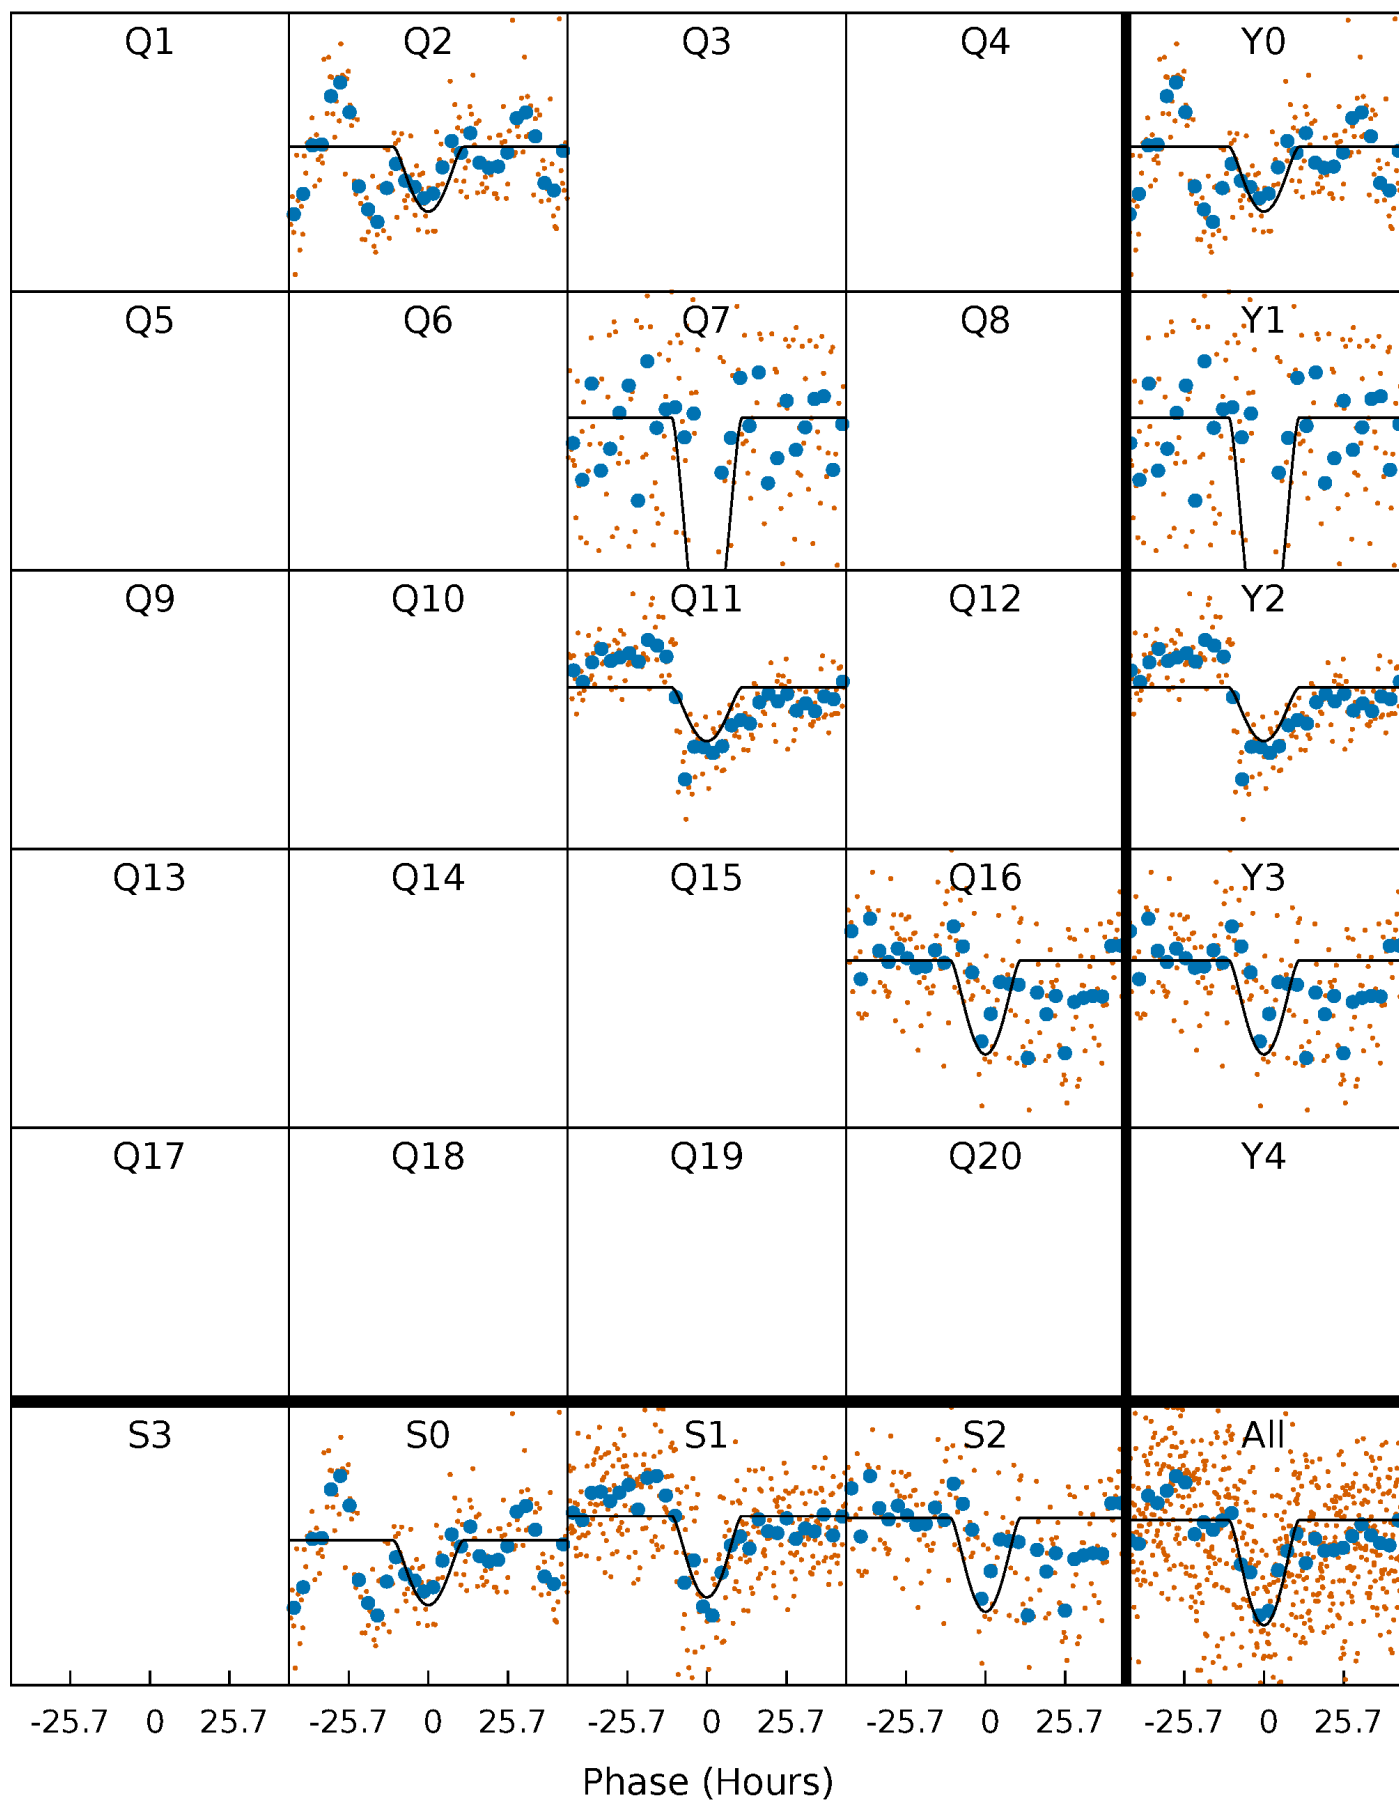 Q1 Q2 Q3 Q4 Y0
Q5 Q6 Q7 Q8 Y1
Q9 Q10 Q11 Q12 Y2
Q13 Q14 Q15 Q16 Y3
Q17 Q18 Q19 Q20 Y4
S3 S0 S1 S2 All
-25.7 0 25.7 -25.7 0 25.7 -25.7 0 25.7 -25.7 0 25.7 -25.7 0 25.7
Phase (Hours)